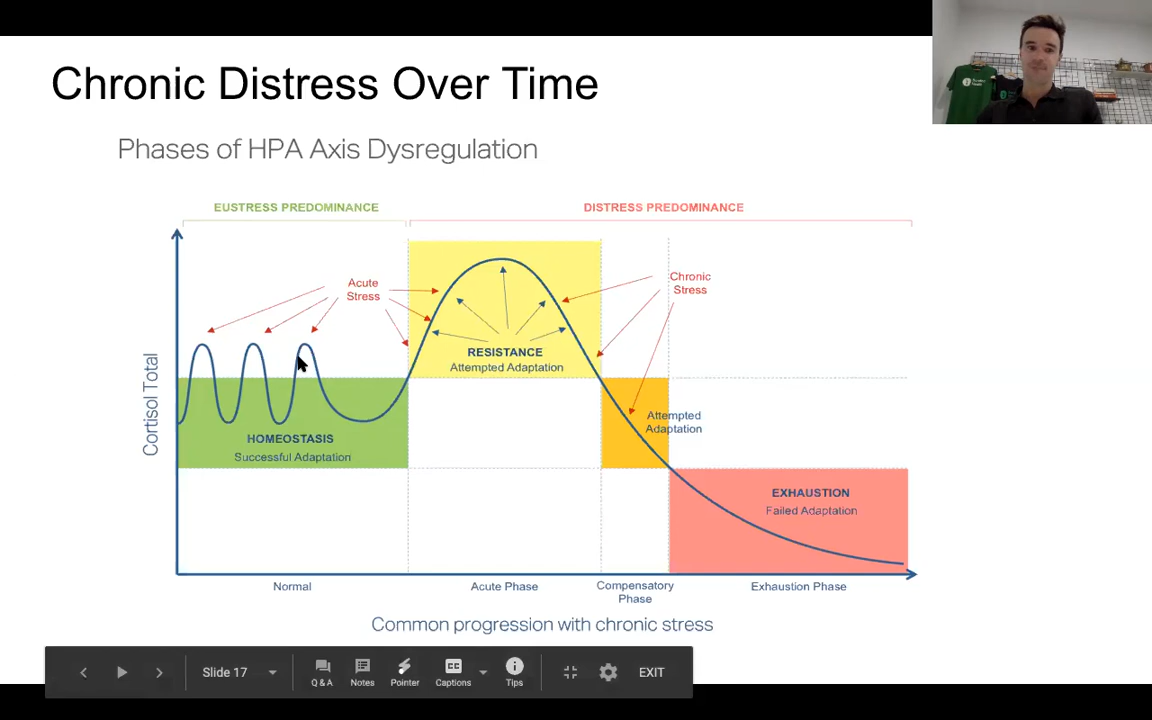 Chronic Distress Over Time
Phases of HPA Axis Dysregulation
EUSTRESS PREDOMINANCE
DISTRESS PREDOMINANCE
Acute
Stress
Chronic
Stress
RESISTANCE
Attempted Adaptation
Attempted
Adaptation
HOMEOSTASIS
Successful Adaptation
EXHAUSTION
Failed Adaptation
Cortisol Total
Normal
Acute Phase
Compensatory
Phase
Exhaustion Phase
Common progression with chronic stress
Slide 17
Q & A
Notes
Pointer
CC
Captions
Tips
EXIT